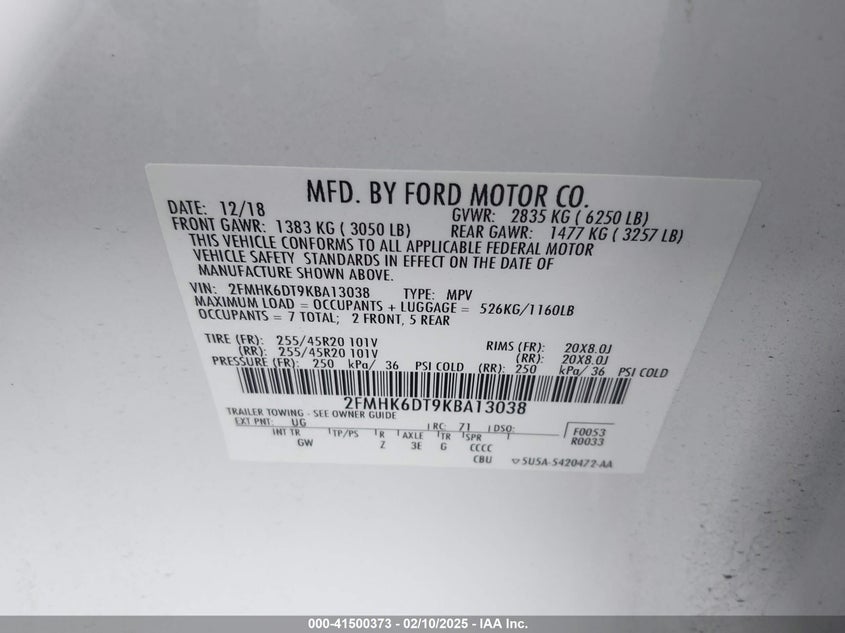 MFD. BY FORD MOTOR CO.
DATE: 12/18 GVWR: 2835 KG ( 6250 LB)
FRONT GAWR: 1383 KG ( 3050 LB) REAR GAWR: 1477 KG ( 3257 LB)
THIS VEHICLE CONFORMS TO ALL APPLICABLE FEDERAL MOTOR
VEHICLE SAFETY STANDARDS IN EFFECT ON THE DATE OF
MANUFACTURE SHOWN ABOVE.
VIN: 2FMHK6DT9KBA13038 TYPE: MPV
MAXIMUM LOAD = OCCUPANTS + LUGGAGE = 526KG/1160LB
OCCUPANTS = 7 TOTAL; 2 FRONT, 5 REAR
TIRE (FR): 255/45R20 101V RIMS (FR): 20X8.0J
(RR): 255/45R20 101V (RR): 20X8.0J
PRESSURE (FR): 250 kPa/ 36 PSI COLD (RR): 250 kPa/ 36 PSI COLD
2FMHK6DT9KBA13038
TRAILER TOWING - SEE OWNER GUIDE
EXT PNT: UG RC: 71 DSO: F0053
INT TR TP/PS R AXLE TR SPR T R0033
GW Z 3E G CCCC
CBU 5U5A-5420472-AA
000-41500373 - 02/10/2025 - IAA Inc.